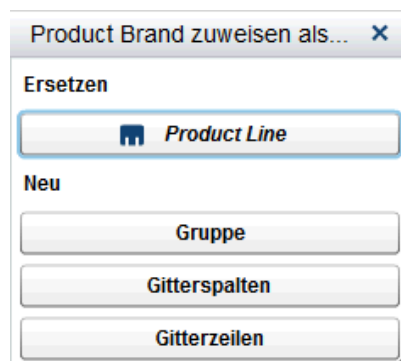 Product Brand zuweisen als...
Ersetzen
Product Line
Neu
Gruppe
Gitterspalten
Gitterzeilen